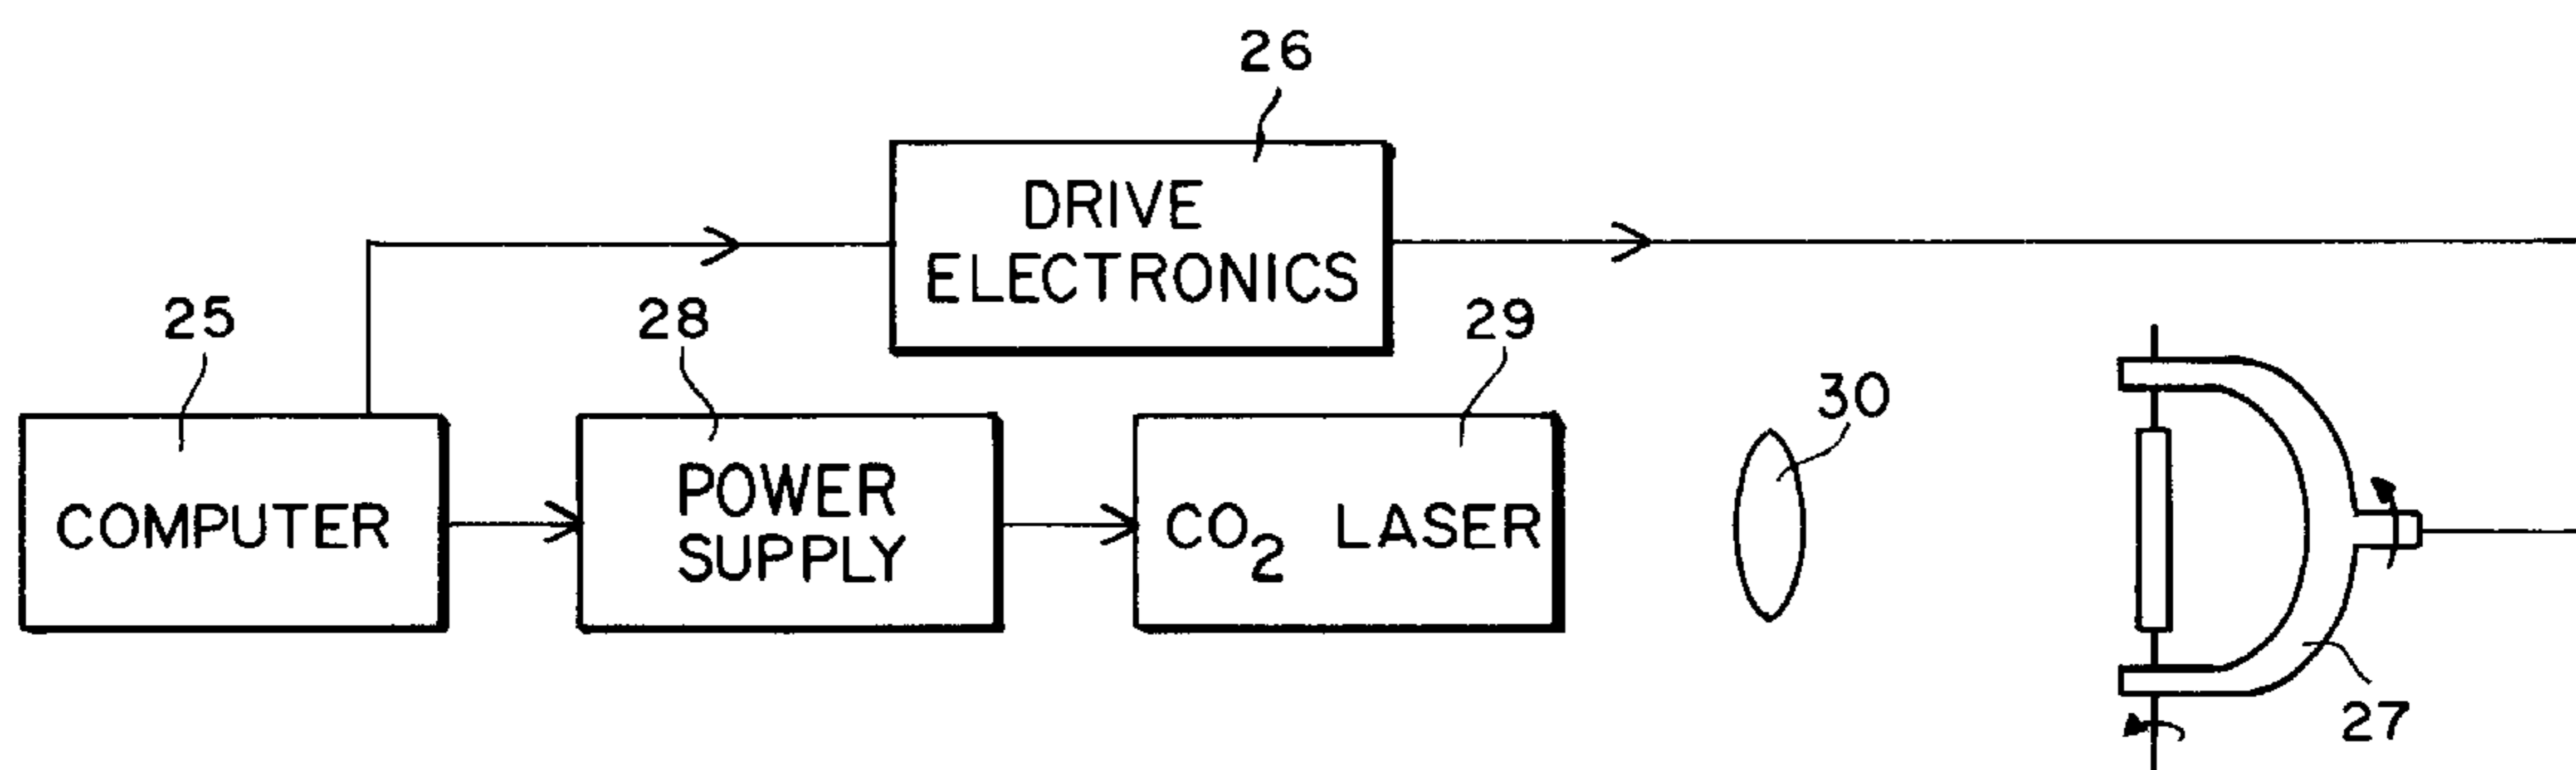 26
DRIVE
ELECTRONICS
25
28
29
30
COMPUTER
POWER
SUPPLY
CO₂ LASER
27